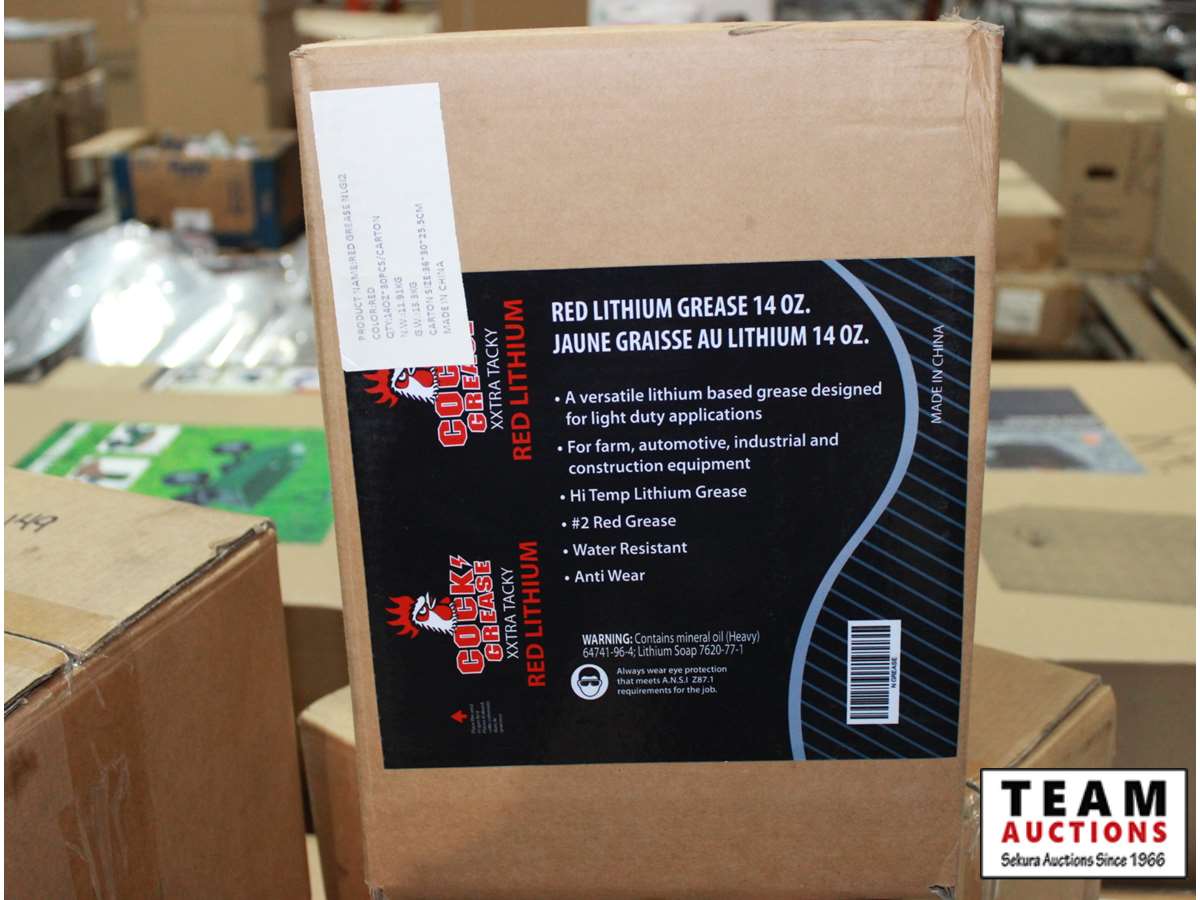 PRODUCT NAME:RED GREASE NLGI2
COLOR:RED
QTY:14OZ*30PCS/CARTON
N.W.:11.91KG
G.W.:13.3KG
CARTON SIZE:36*30*25.5CM
MADE IN CHINA
COCK
GREASE
XXTRA TACKY
RED LITHIUM
RED LITHIUM GREASE 14 OZ.
JAUNE GRAISSE AU LITHIUM 14 OZ.
• A versatile lithium based grease designed
for light duty applications
• For farm, automotive, industrial and
construction equipment
• Hi Temp Lithium Grease
• #2 Red Grease
• Water Resistant
• Anti Wear
MADE IN CHINA
COCK
GREASE
XXTRA TACKY
RED LITHIUM
WARNING: Contains mineral oil (Heavy)
64741-96-4; Lithium Soap 7620-77-1
Always wear eye protection
that meets A.N.S.I Z87.1
requirements for the job.
N GREASE
149
TEAM
AUCTIONS
Sekura Auctions Since 1966